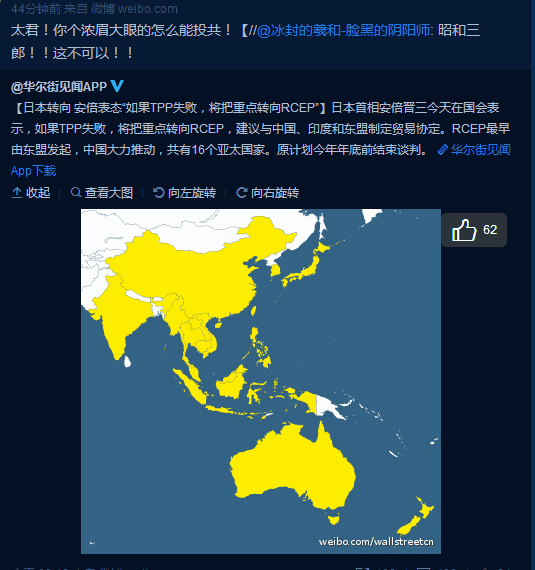 44分钟前 来自 微博 weibo.com
太君！你个浓眉大眼的怎么能投共！【//@冰封的羲和-脸黑的阴阳师: 昭和三
郎！！这不可以！！
@华尔街见闻APP
【日本转向 安倍表态“如果TPP失败，将把重点转向RCEP”】日本首相安倍晋三今天在国会表
示，如果TPP失败，将把重点转向RCEP，建议与中国、印度和东盟制定贸易协定。RCEP最早
由东盟发起，中国大力推动，共有16个亚太国家。原计划今年年底前结束谈判。 华尔街见闻
App下载
收起 查看大图 向左旋转 向右旋转
62
weibo.com/wallstreetcn